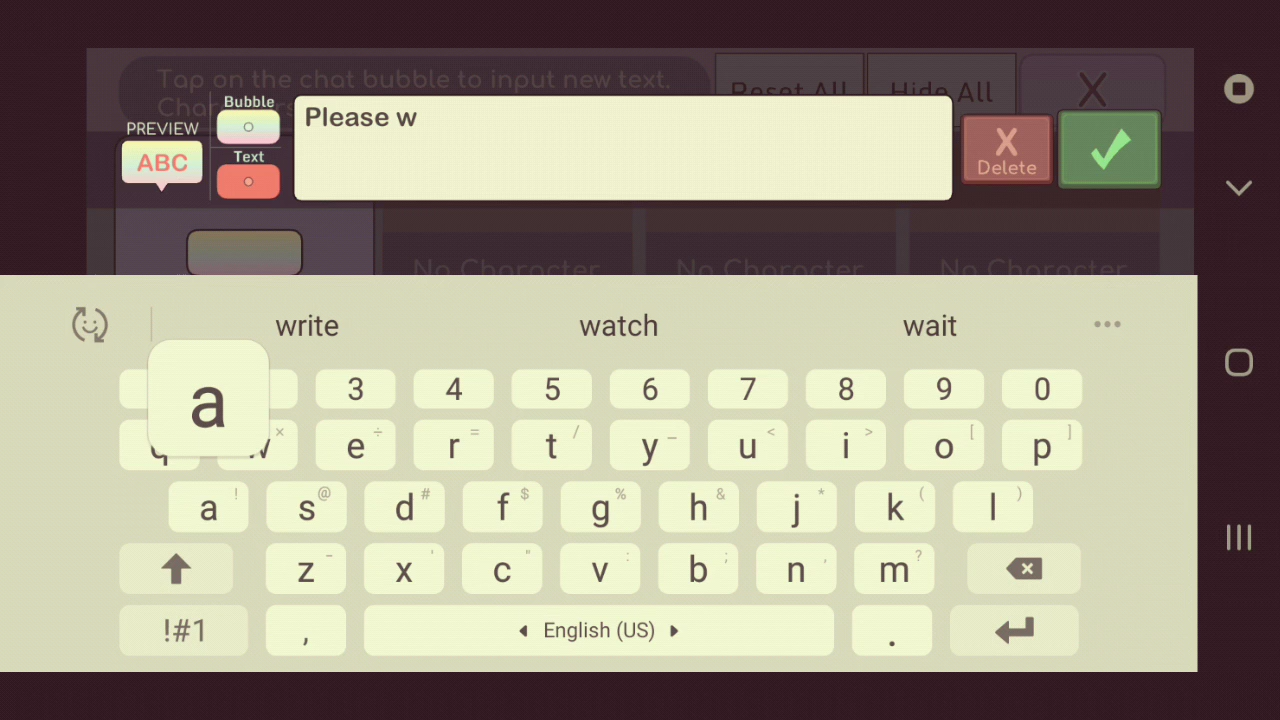 Tap on the chat bubble to input new text.
Reset All
Hide All
X
Bubble
PREVIEW
ABC
Text
Please w
X
Delete
No Character
No Character
No Character
write
watch
wait
a
3 4 5 6 7 8 9 0
q w × e ÷ r = t / y _ u < i > o [ p ]
a ! s @ d # f $ g % h & j * k ( l )
z - x ' c " v : b ; n , m ?
!#1 , English (US) .